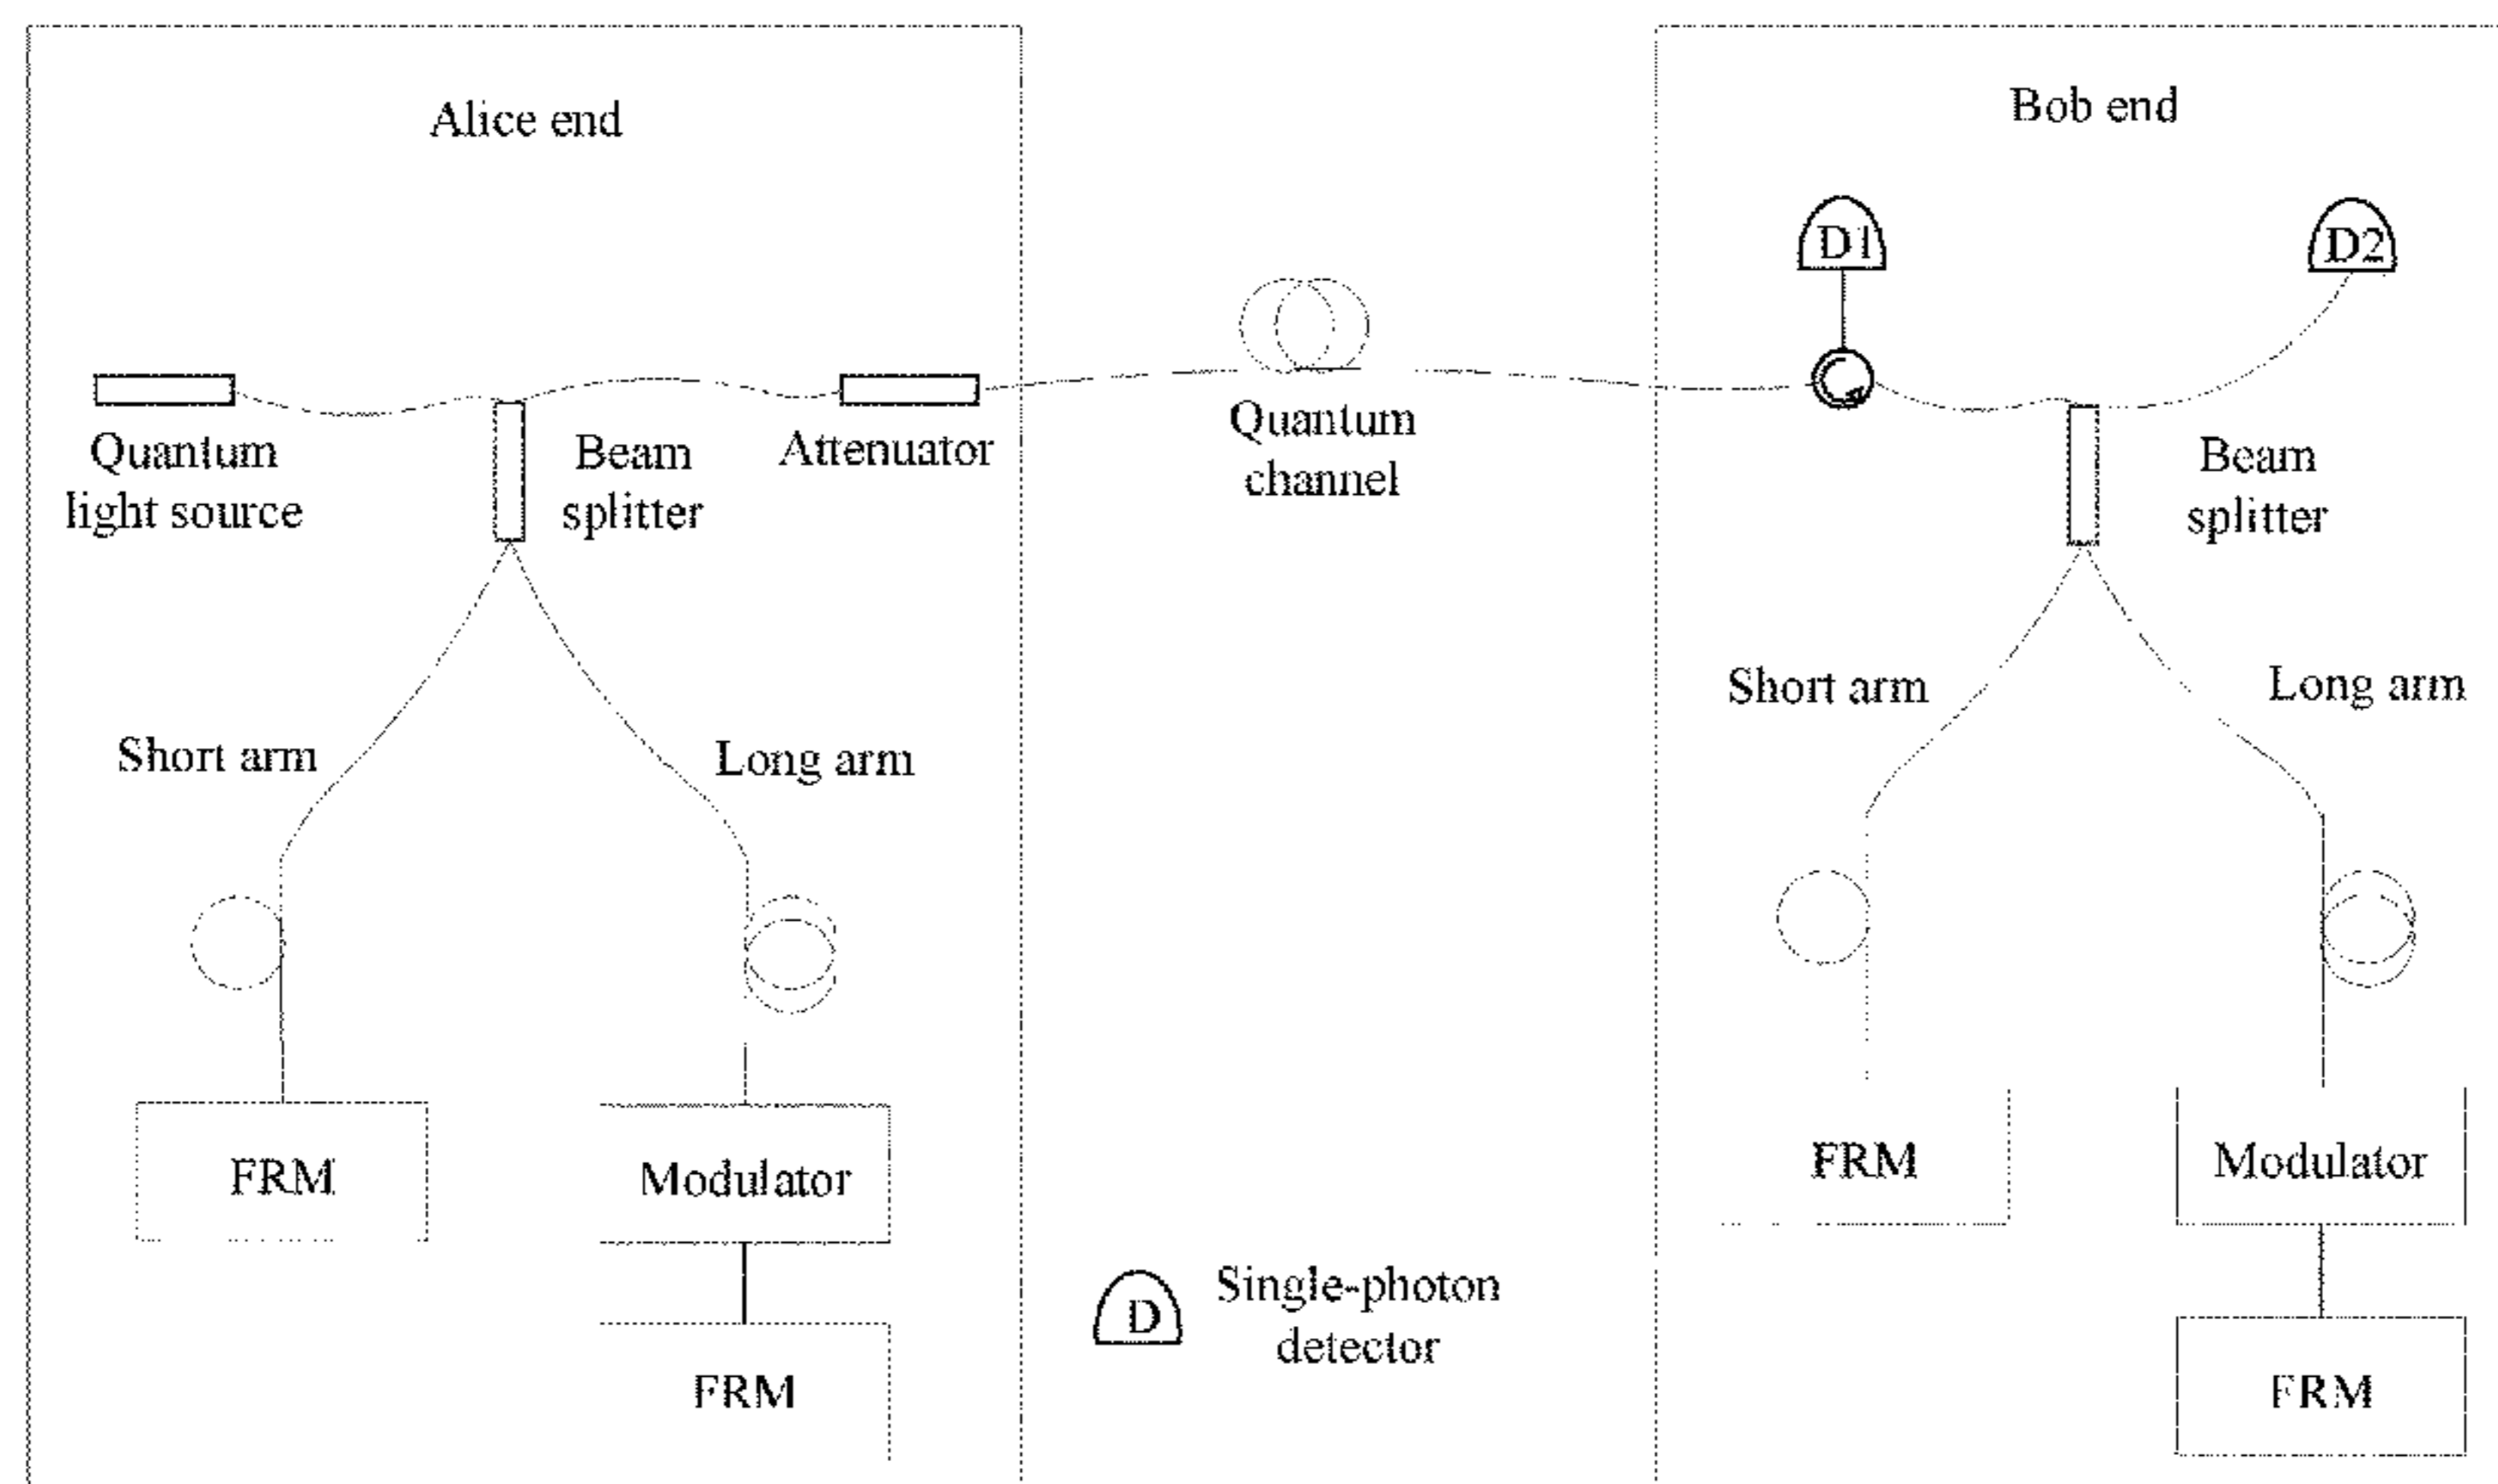 Alice end
Bob end
D1
D2
Quantum
light source
Beam
splitter
Attenuator
Quantum
channel
Beam
splitter
Short arm
Long arm
Short arm
Long arm
FRM
Modulator
FRM
Modulator
D
Single-photon
detector
FRM
FRM